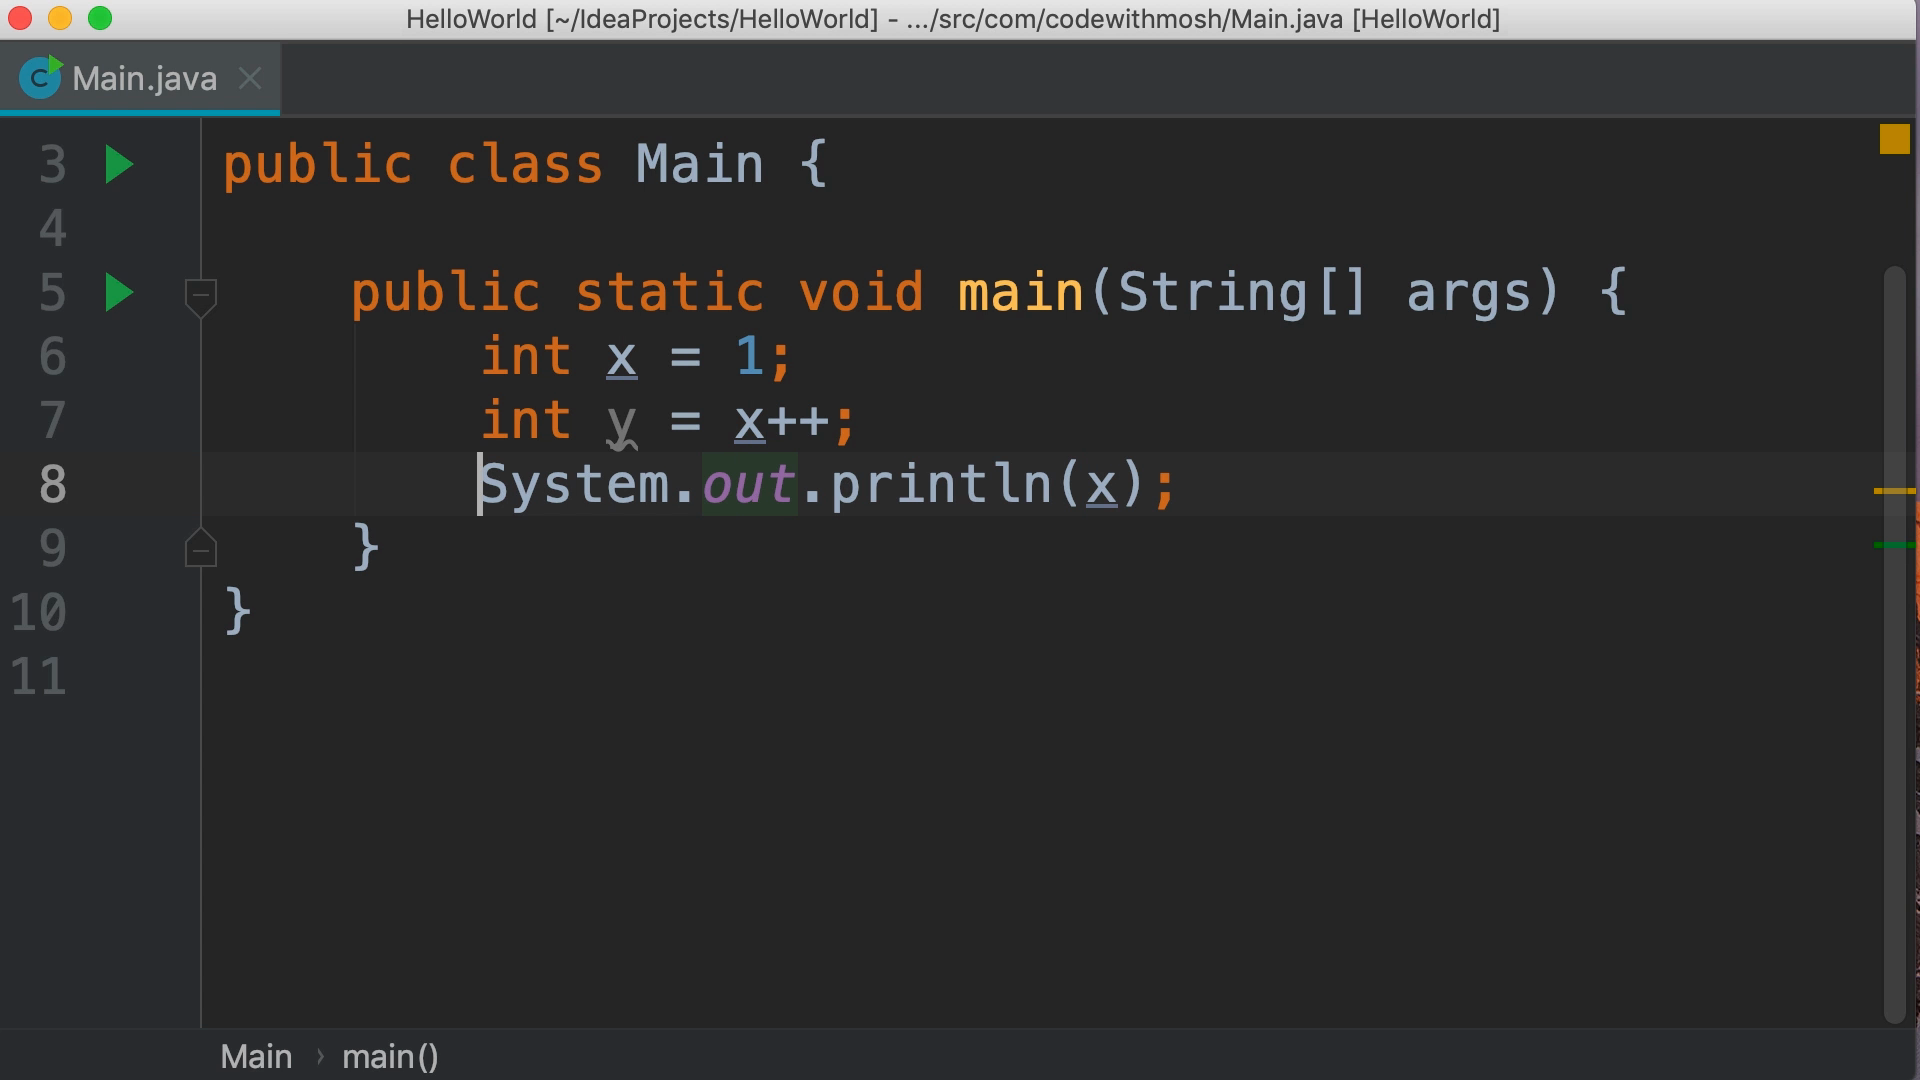 HelloWorld [~/IdeaProjects/HelloWorld] - .../src/com/codewithmosh/Main.java [HelloWorld]
C Main.java
3 public class Main {
4
5 public static void main(String[] args) {
6 int x = 1;
7 int y = x++;
8 System.out.println(x);
9 }
10 }
11
Main › main()